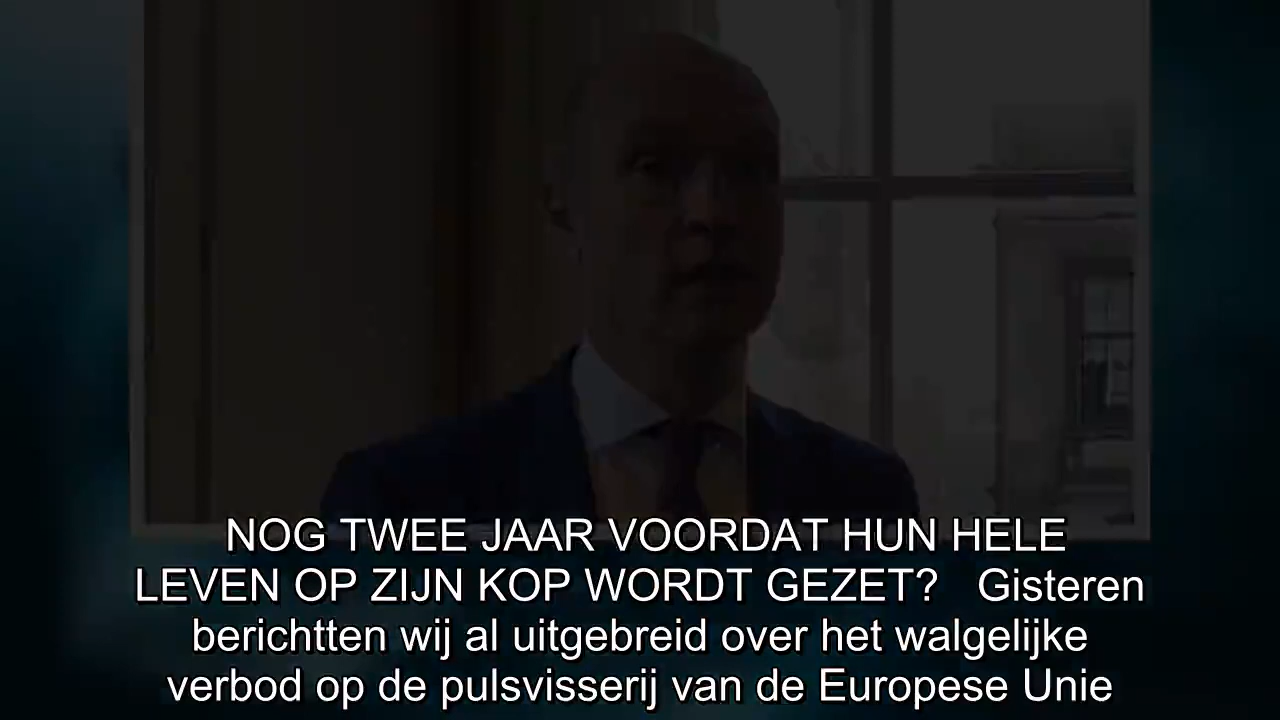 NOG TWEE JAAR VOORDAT HUN HELE
LEVEN OP ZIJN KOP WORDT GEZET? Gisteren
berichtten wij al uitgebreid over het walgelijke
verbod op de pulsvisserij van de Europese Unie